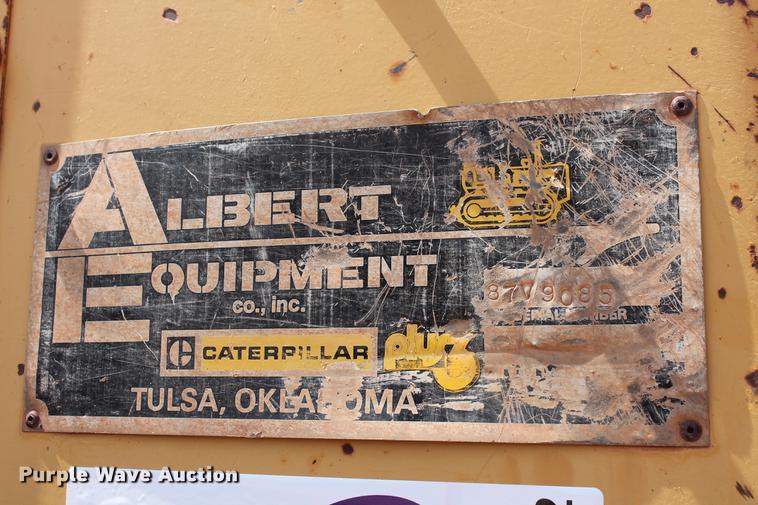 ALBERT
EQUIPMENT
co., inc.
87V9085
C CATERPILLAR plus
TULSA, OKLAHOMA
Purple Wave Auction